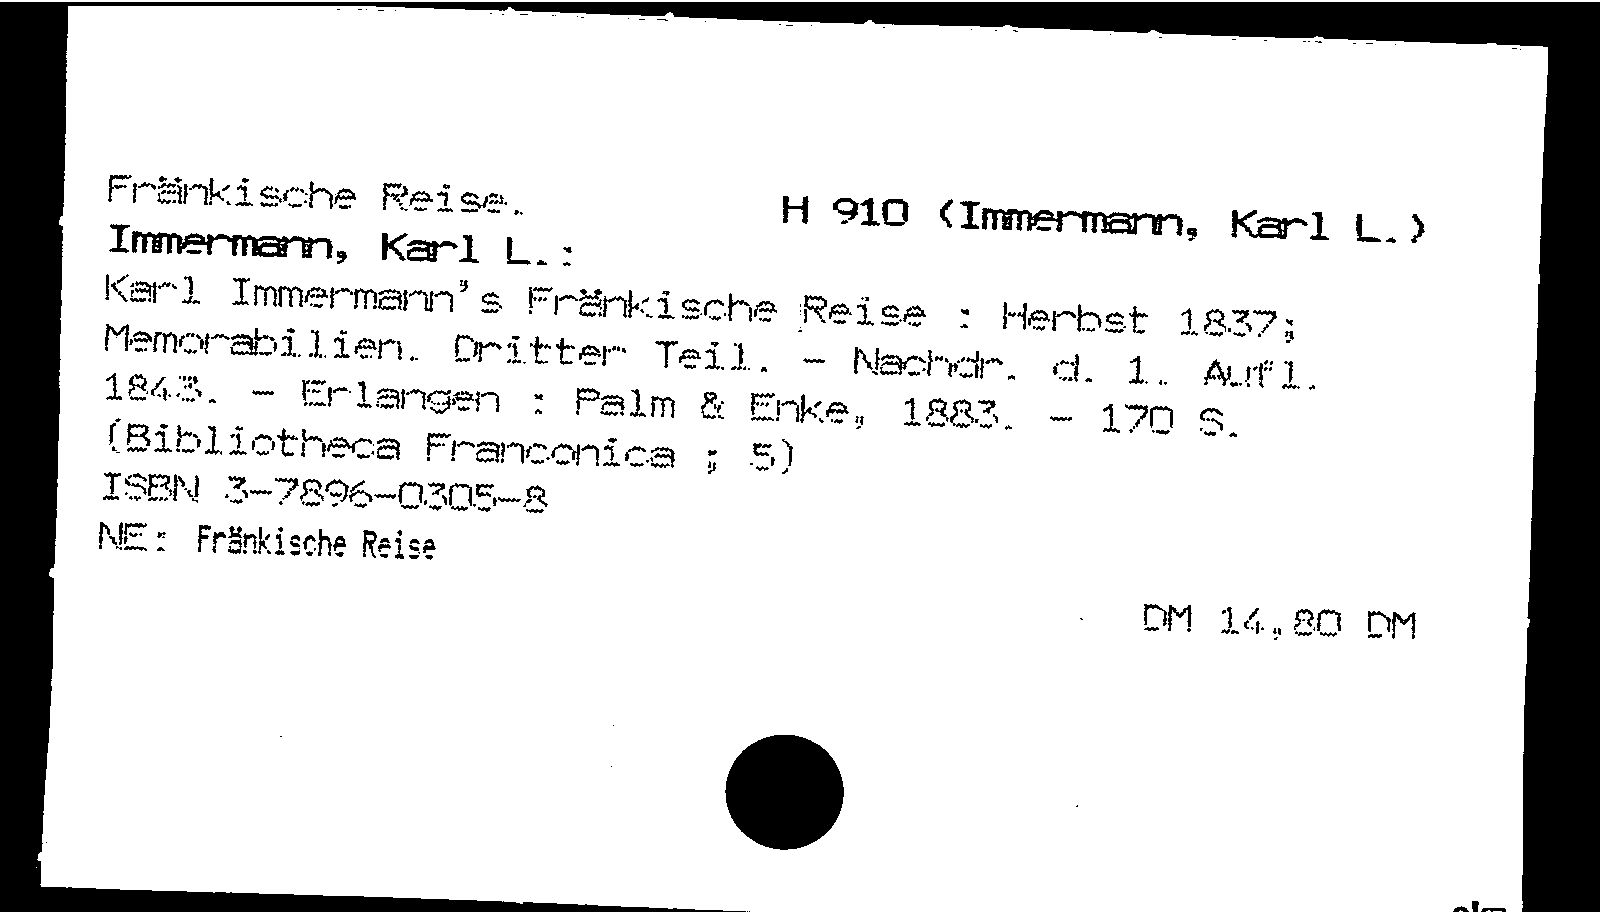 Fränkische Reise.
H 910 (Immermann, Karl L.)
Immermann, Karl L.:
Karl Immermann's Fränkische Reise : Herbst 1837;
Memorabilien. Dritter Teil. - Nachdr. d. 1. Aufl.
1843. - Erlangen : Palm & Enke, 1883. - 170 S.
(Bibliotheca Franconica ; 5)
ISBN 3-7896-0305-8
NE: Fränkische Reise
DM 14,80 DM